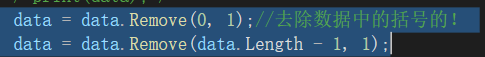 data = data.Remove(0, 1);//去除数据中的括号的!
data = data.Remove(data.Length - 1, 1);